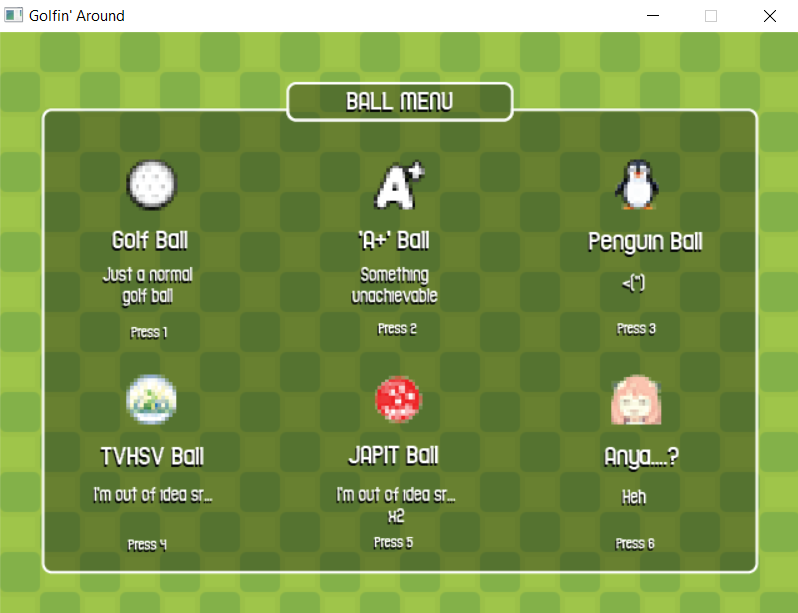 Golfin' Around
BALL MENU
A+
Golf Ball
'A+' Ball
Penguin Ball
Just a normal
golf ball
Something
unachievable
<(")
Press 1
Press 2
Press 3
TVHSV Ball
JAPIT Ball
Anya....?
I'm out of idea sr...
I'm out of idea sr...
x2
Heh
Press 4
Press 5
Press 6